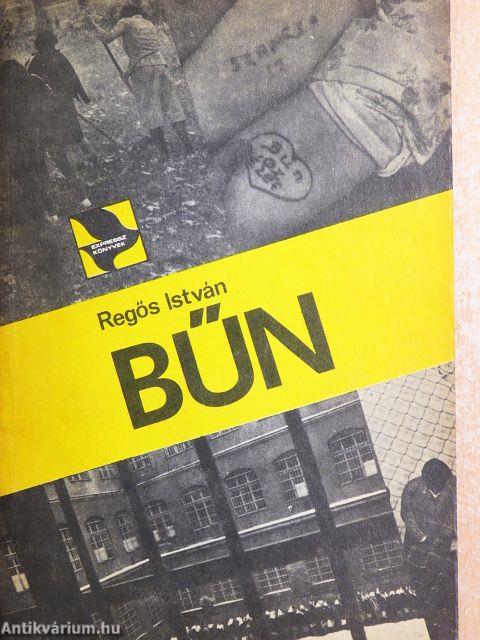 EXPRESSZ
KÖNYVEK
Regős István
BŰN
Antikvárium.hu